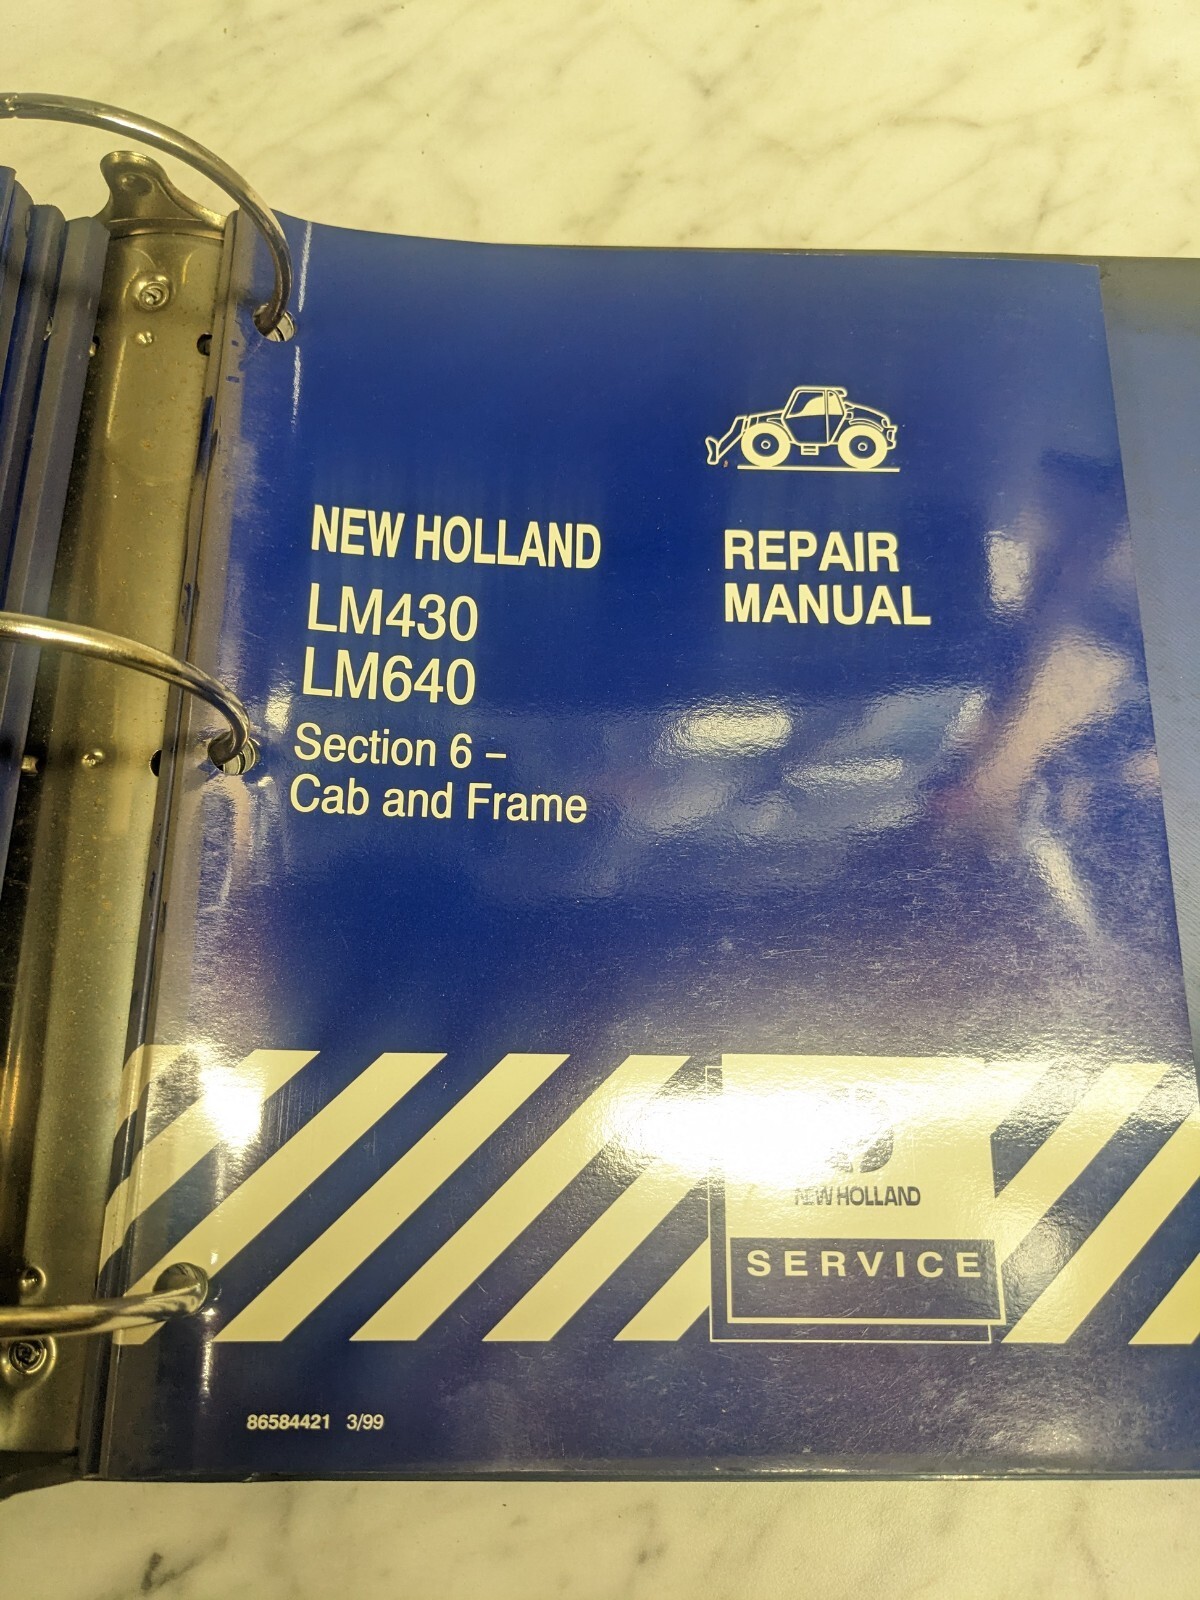 NEW HOLLAND
LM430
LM640
Section 6 –
Cab and Frame
REPAIR
MANUAL
NEW HOLLAND
SERVICE
86584421 3/99